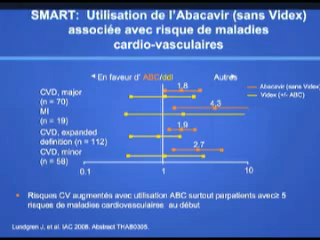 SMART: Utilisation de l'Abacavir (sans Videx)
associée avec risque de maladies
cardio-vasculaires
En faveur d' ABC/ddI Autres
Abacavir (sans Videx)
Videx (+/- ABC)
CVD, major
(n = 70)
1,8
MI
(n = 19)
4,3
CVD, expanded
definition (n = 112)
1,9
CVD, minor
(n = 58)
2,7
0.1 1 10
Risques CV augmentés avec utilisation ABC surtout parpatients avec≥ 5
risques de maladies cardiovasculaires au début
Lundgren J, et al. IAC 2008. Abstract THAB0305.